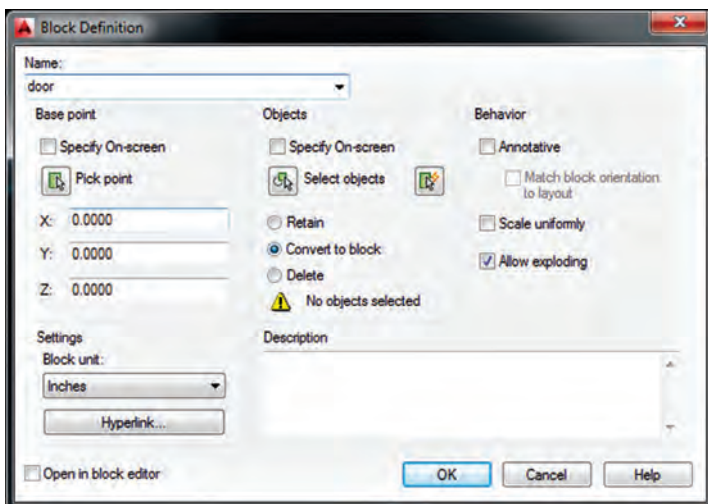 Block Definition
Name:
door
Base point
Specify On-screen
Pick point
X: 0.0000
Y: 0.0000
Z: 0.0000
Objects
Specify On-screen
Select objects
Retain
Convert to block
Delete
No objects selected
Behavior
Annotative
Match block orientation
to layout
Scale uniformly
Allow exploding
Settings
Block unit:
Inches
Hyperlink...
Description
Open in block editor
OK
Cancel
Help